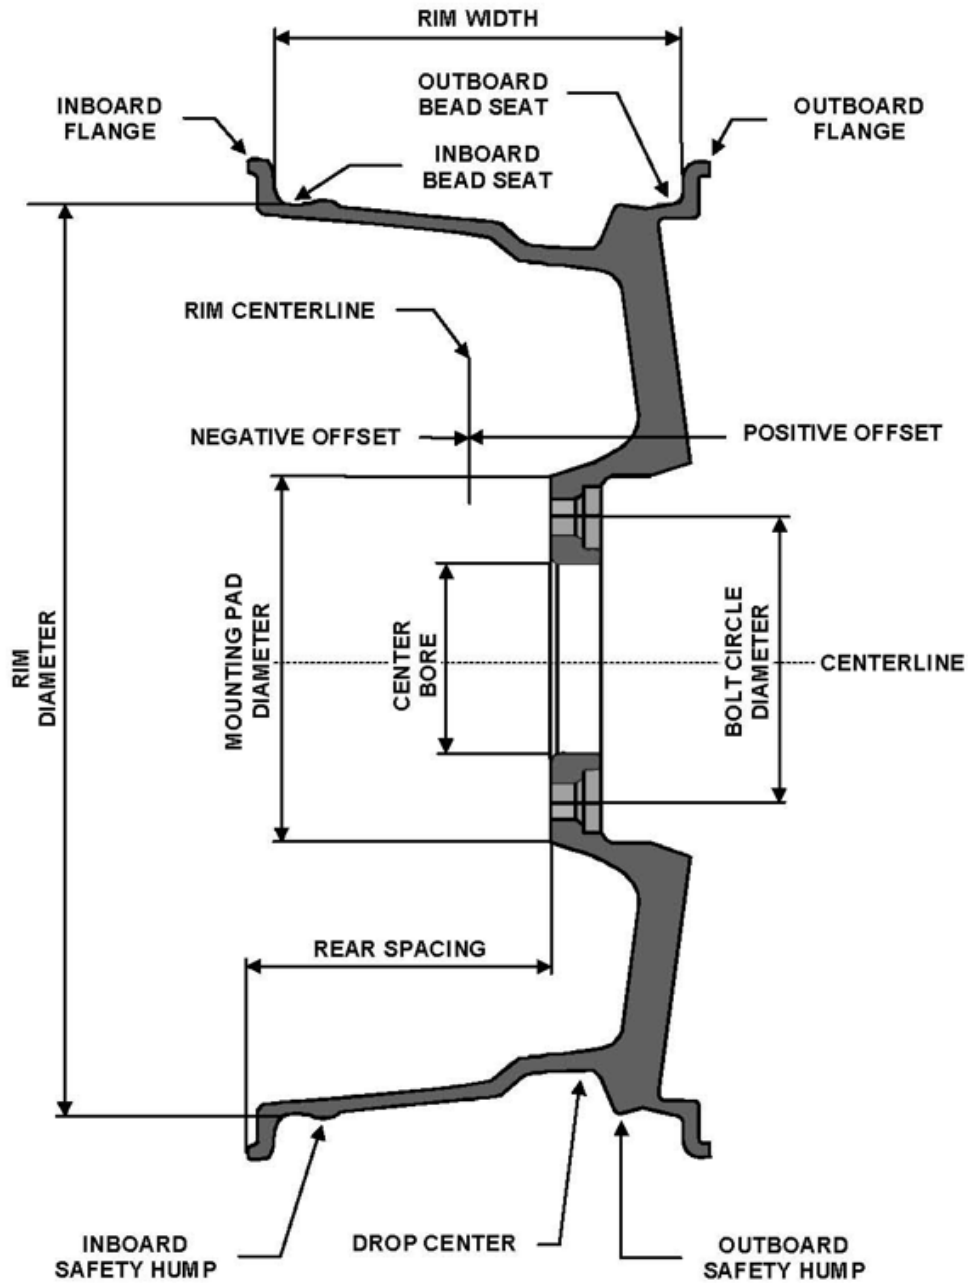 RIM WIDTH
OUTBOARD
BEAD SEAT
INBOARD
FLANGE
OUTBOARD
FLANGE
INBOARD
BEAD SEAT
RIM CENTERLINE
NEGATIVE OFFSET
POSITIVE OFFSET
RIM
DIAMETER
MOUNTING PAD
DIAMETER
CENTER
BORE
BOLT CIRCLE
DIAMETER
CENTERLINE
REAR SPACING
INBOARD
SAFETY HUMP
DROP CENTER
OUTBOARD
SAFETY HUMP